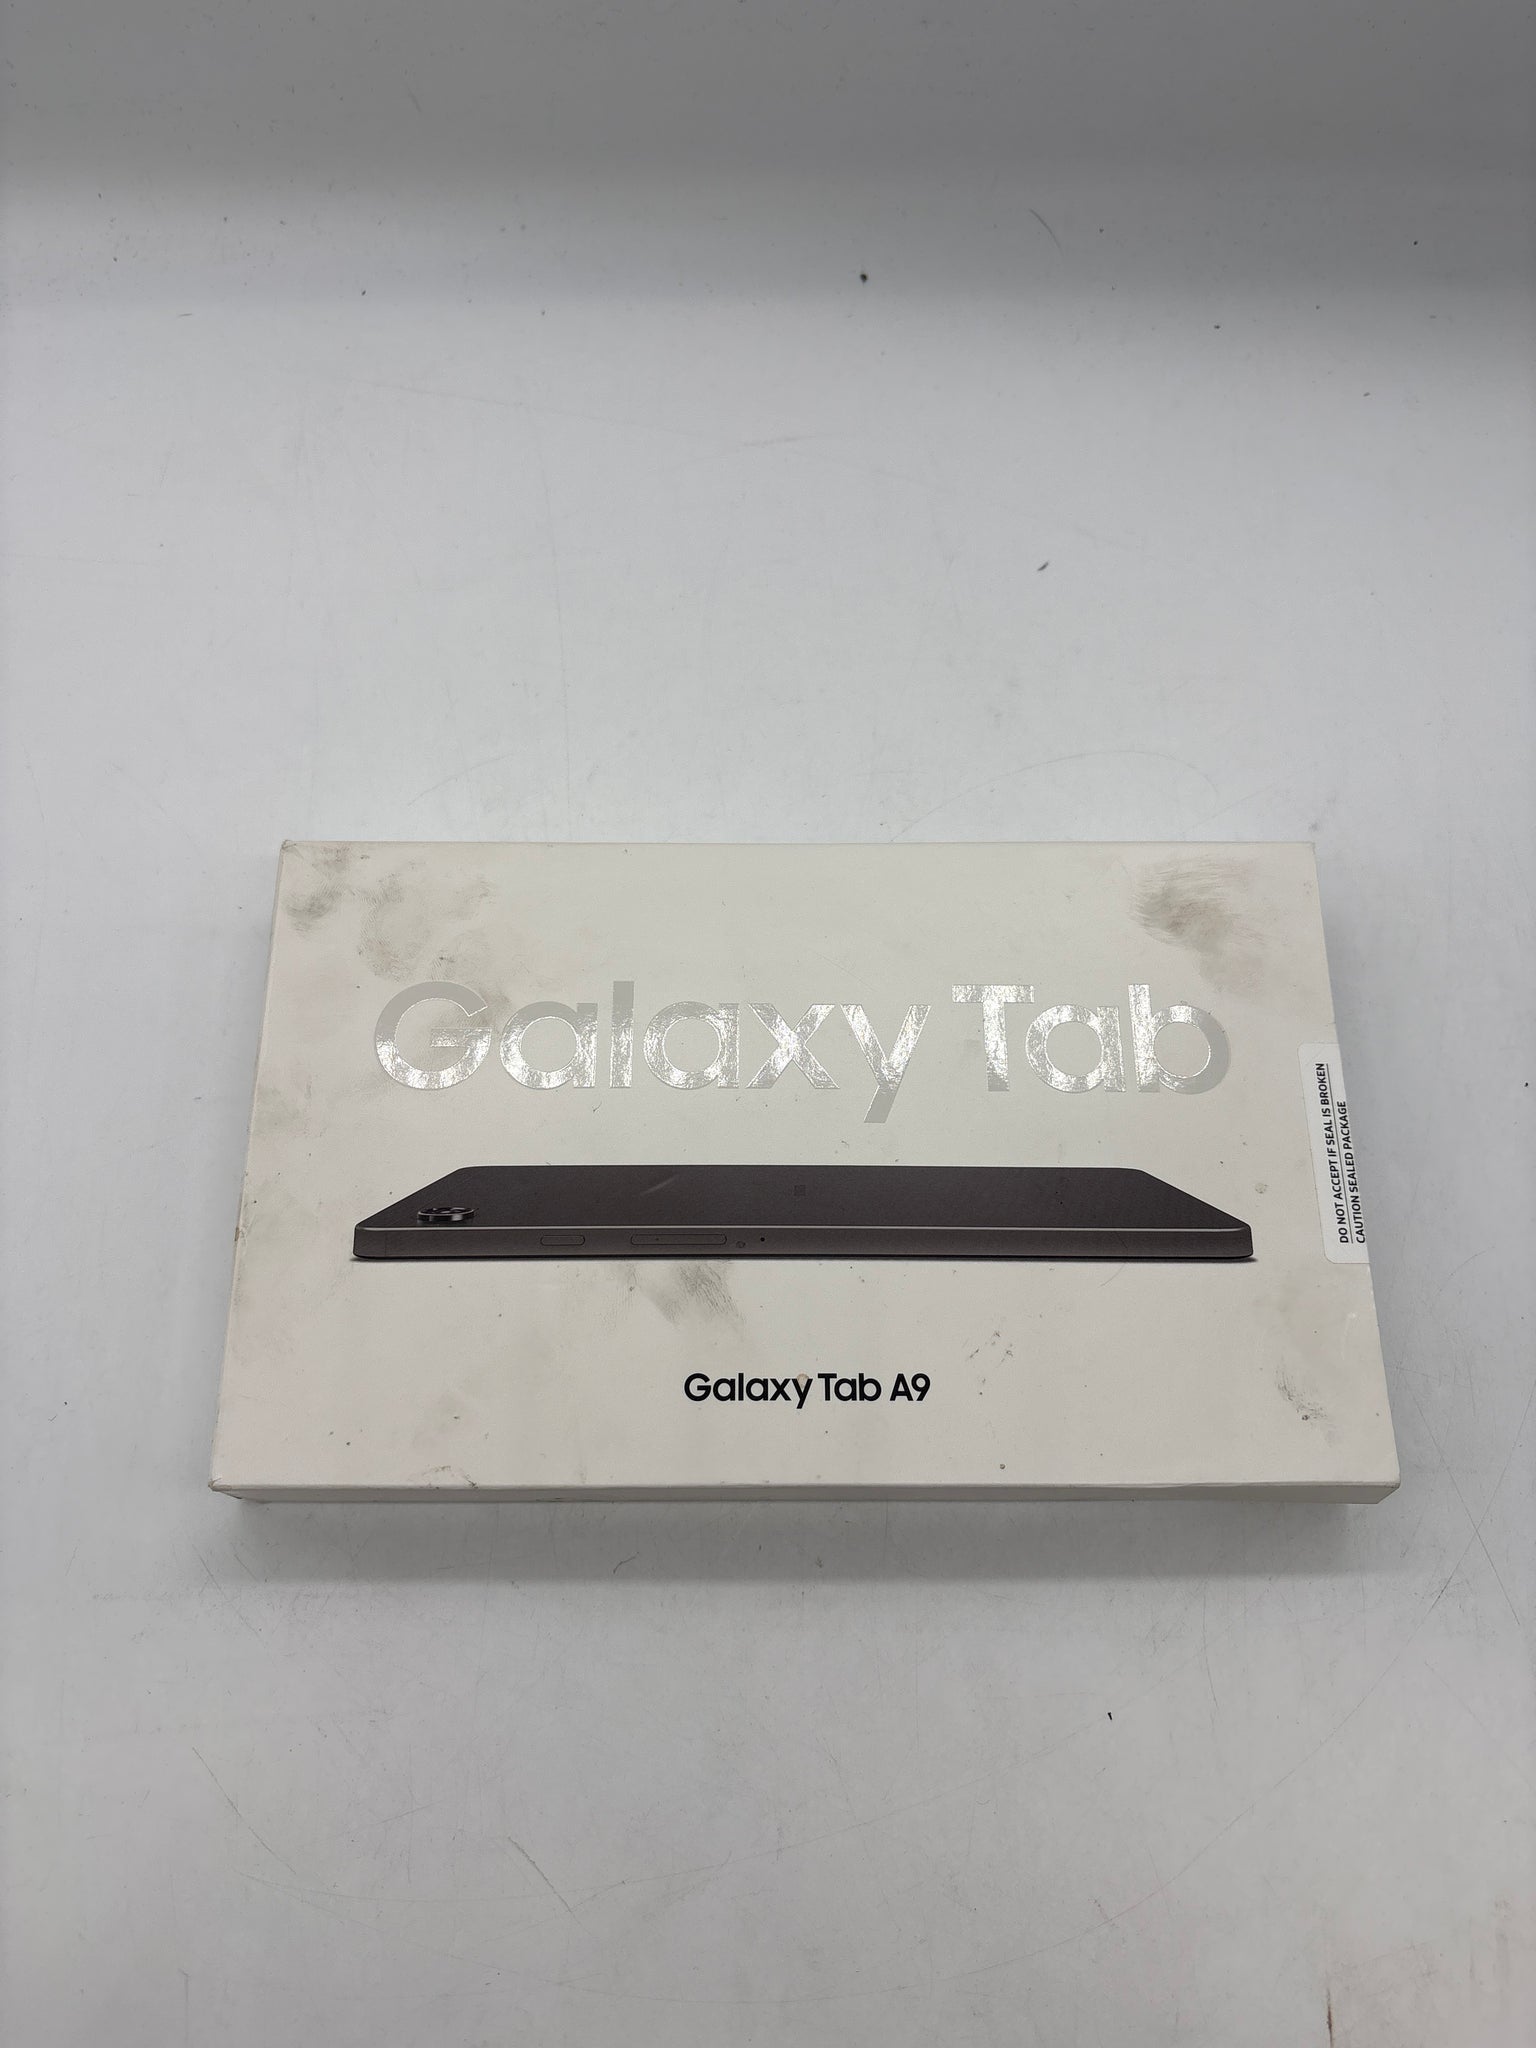 Galaxy Tab
DO NOT ACCEPT IF SEAL IS BROKEN
CAUTION SEALED PACKAGE
Galaxy Tab A9